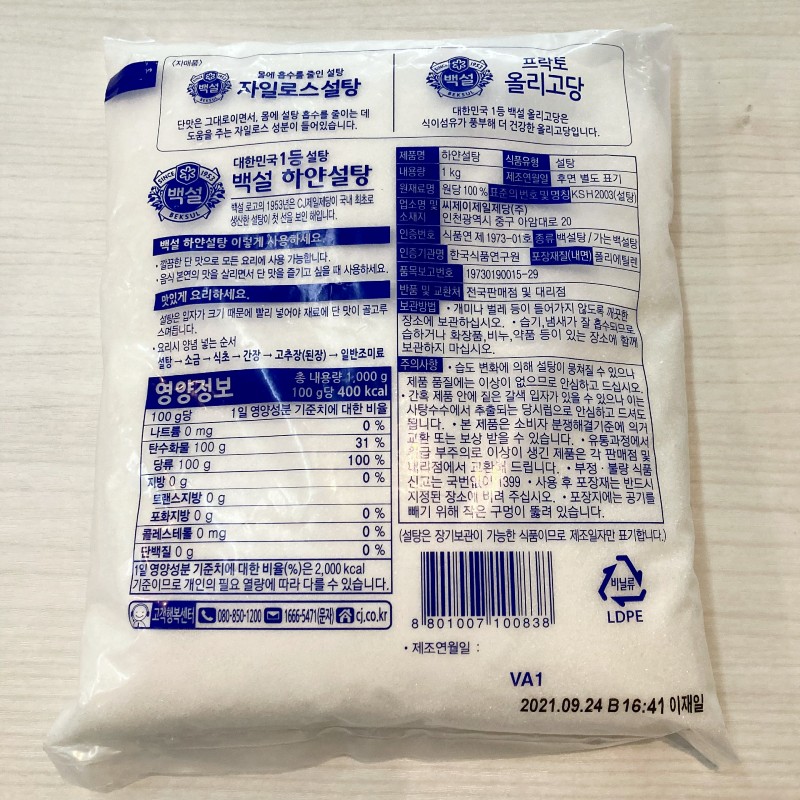 〈자매품〉
SINCE 1953
백설
BEKSUL
몸에 흡수를 줄인 설탕
자일로스설탕
단맛은 그대로이면서, 몸에 설탕 흡수를 줄이는 데
도움을 주는 자일로스 성분이 들어있습니다.
SINCE 1953
백설
BEKSUL
프락토
올리고당
대한민국 1등 백설 올리고당은
식이섬유가 풍부해 더 건강한 올리고당입니다.
SINCE 1953
백설
BEKSUL
대한민국 1등 설탕
백설 하얀설탕
백설 로고의 1953년은 CJ제일제당이 국내 최초로
생산한 설탕이 첫 선을 보인 해입니다.
백설 하얀설탕 이렇게 사용하세요.
• 깔끔한 단 맛으로 모든 요리에 사용 가능합니다.
• 음식 본연의 맛을 살리면서 단 맛을 즐기고 싶을 때 사용하세요.
맛있게 요리하세요.
설탕은 입자가 크기 때문에 빨리 넣어야 재료에 단 맛이 골고루
스며듭니다.
• 요리시 양념 넣는 순서
설탕→소금→식초→간장→고추장(된장)→일반조미료
영양정보
총 내용량 1,000 g
100 g당 400 kcal
100 g당 1일 영양성분 기준치에 대한 비율
나트륨 0 mg 0 %
탄수화물 100 g 31 %
당류 100 g 100 %
지방 0 g 0 %
트랜스지방 0 g
포화지방 0 g 0 %
콜레스테롤 0 mg 0 %
단백질 0 g 0 %
1일 영양성분 기준치에 대한 비율(%)은 2,000 kcal
기준이므로 개인의 필요 열량에 따라 다를 수 있습니다.
고객행복센터 080-850-1200 1666-5471(문자) cj.co.kr
제품명 하얀설탕 식품유형 설탕
내용량 1 kg 제조연월일 후면 별도 표기
원재료명 원당 100 % 표준의 번호 및 명칭 KS H 2003 (설탕)
업소명 및 소재지 씨제이제일제당(주)
인천광역시 중구 아암대로 20
인증번호 식품연 제 1973-01호 종류 백설탕 / 가는 백설탕
인증기관명 한국식품연구원 포장재질(내면) 폴리에틸렌
품목보고번호 19730190015-29
반품 및 교환처 전국판매점 및 대리점
보관방법 • 개미나 벌레 등이 들어가지 않도록 깨끗한
장소에 보관하십시오. • 습기,냄새가 잘 흡수되므로
습하거나 화장품,비누,약품 등이 있는 장소에 함께
보관하지 마십시오.
주의사항 • 습도 변화에 의해 설탕이 뭉쳐질 수 있으나
제품 품질에는 이상이 없으므로 안심하고 드십시오.
• 간혹 제품 안에 짙은 갈색 입자가 있을 수 있으나 이는
사탕수수에서 추출되는 당시럽으로 안심하고 드셔도
됩니다. • 본 제품은 소비자 분쟁해결기준에 의거
교환 또는 보상 받을 수 있습니다. • 유통과정에서
취급 부주의로 이상이 생긴 제품은 각 판매점 및
대리점에서 교환해 드립니다. • 부정·불량 식품
신고는 국번없이 1399 • 사용 후 포장재는 반드시
지정된 장소에 버려 주십시오. • 포장지에는 공기를
빼기 위해 작은 구멍이 뚫려 있습니다.
(설탕은 장기보관이 가능한 식품이므로 제조일자만 표기합니다.)
8 801007 100838
비닐류
LDPE
• 제조연월일 :
VA1
2021.09.24 B 16:41 이재일